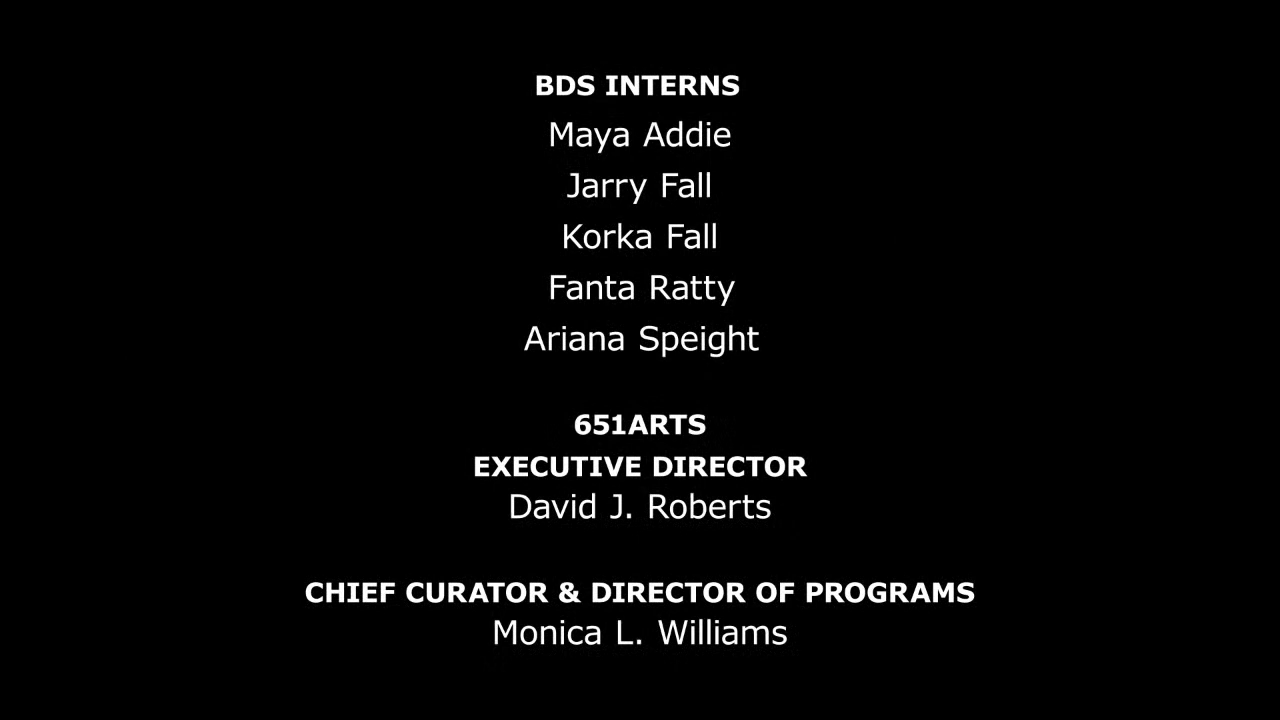 BDS INTERNS
Maya Addie
Jarry Fall
Korka Fall
Fanta Ratty
Ariana Speight
651ARTS
EXECUTIVE DIRECTOR
David J. Roberts
CHIEF CURATOR & DIRECTOR OF PROGRAMS
Monica L. Williams